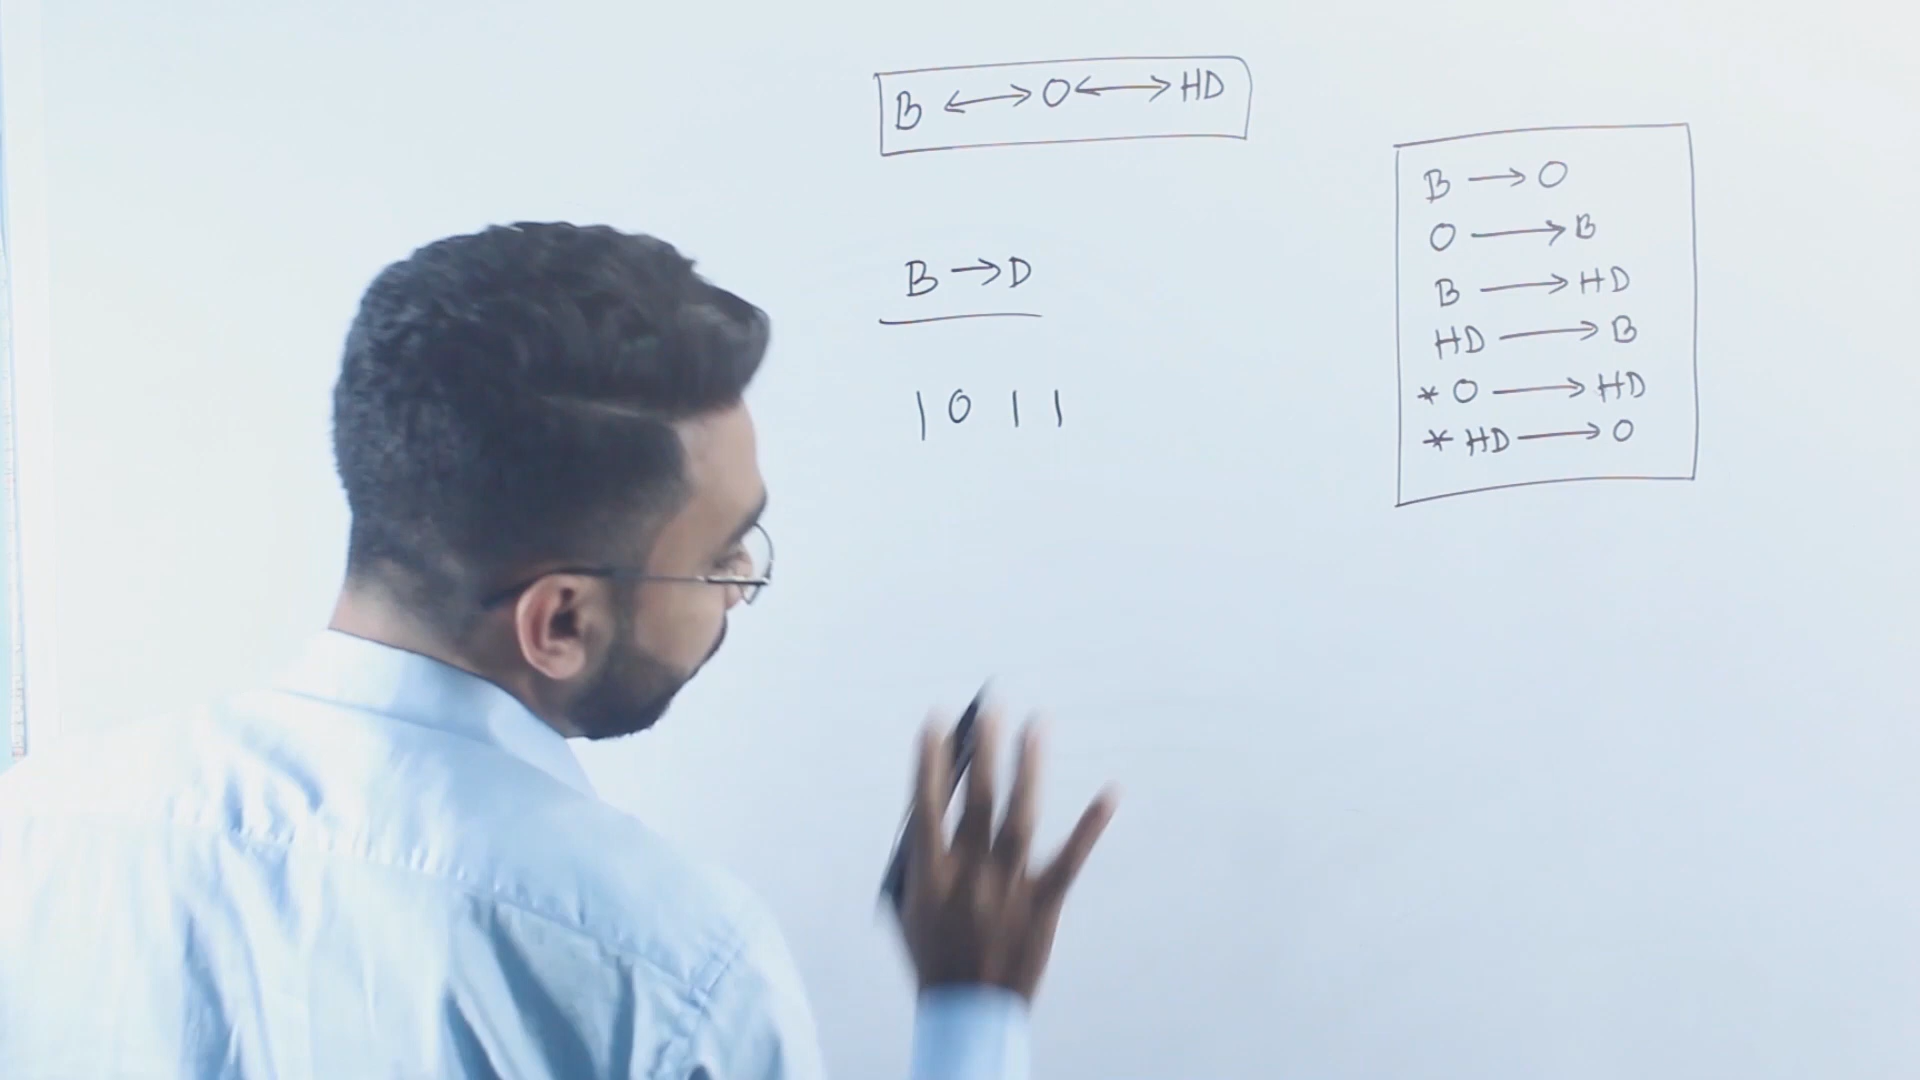 B ⟷ O ⟷ HD
B → D
1 0 1 1
B → O
O → B
B → HD
HD → B
* O → HD
* HD → O